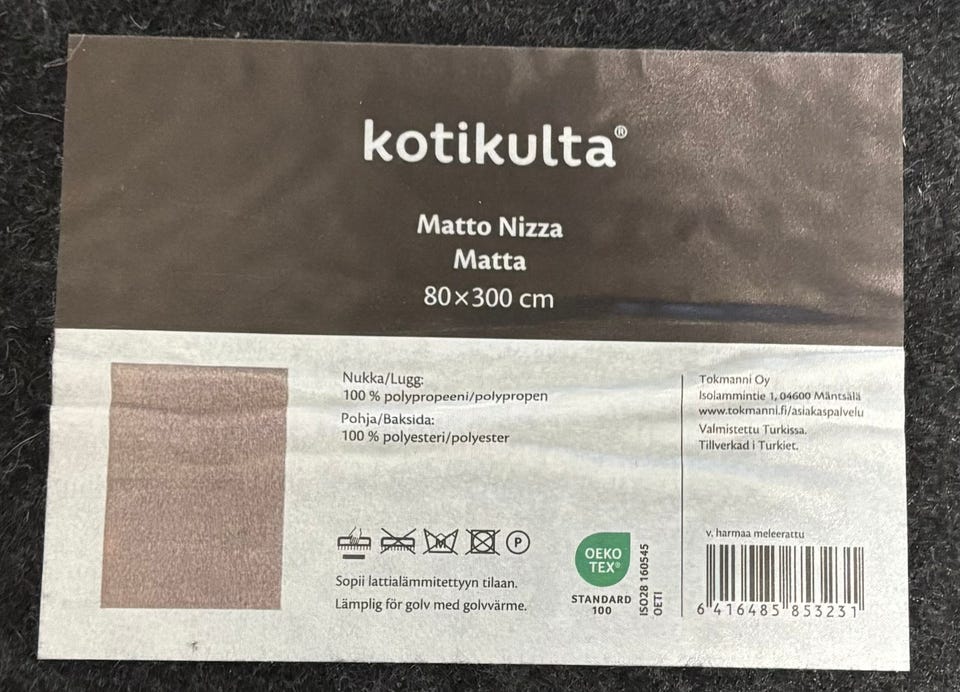 kotikulta®
Matto Nizza
Matta
80×300 cm
Nukka/Lugg:
100 % polypropeeni/polypropen
Pohja/Baksida:
100 % polyesteri/polyester
P
Sopii lattialämmitettyyn tilaan.
Lämplig för golv med golvvärme.
OEKO
TEX®
STANDARD
100
ISO28 160545
OETI
Tokmanni Oy
Isolammintie 1, 04600 Mäntsälä
www.tokmanni.fi/asiakaspalvelu
Valmistettu Turkissa.
Tillverkad i Turkiet.
v. harmaa meleerattu
6 416485 853231